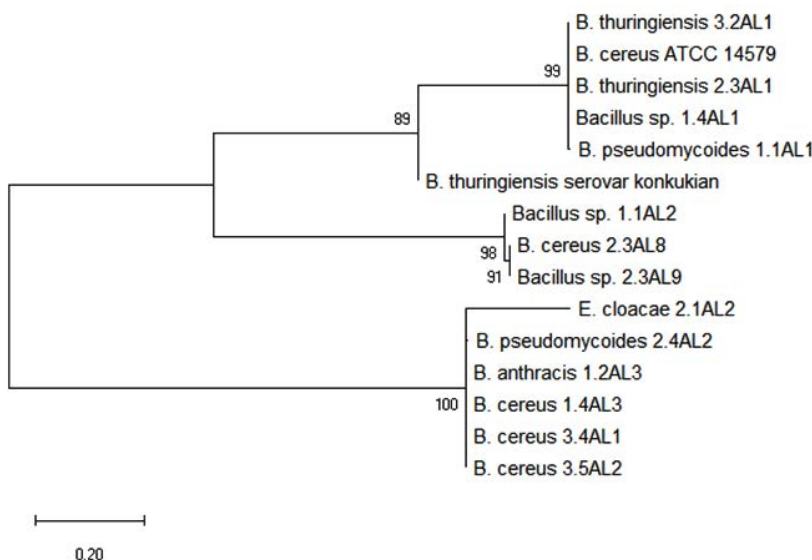 B. thuringiensis 3.2AL1
B. cereus ATCC 14579
99
B. thuringiensis 2.3AL1
Bacillus sp. 1.4AL1
89
B. pseudomycoides 1.1AL1
B. thuringiensis serovar konkukian
Bacillus sp. 1.1AL2
B. cereus 2.3AL8
98
91
Bacillus sp. 2.3AL9
E. cloacae 2.1AL2
B. pseudomycoides 2.4AL2
B. anthracis 1.2AL3
100
B. cereus 1.4AL3
B. cereus 3.4AL1
B. cereus 3.5AL2
0.20